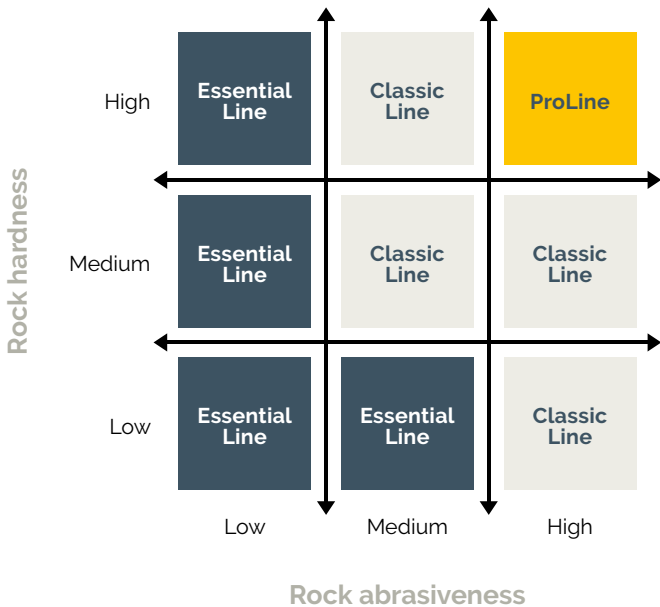 Rock hardness
High
Essential
Line
Classic
Line
ProLine
Medium
Essential
Line
Classic
Line
Classic
Line
Low
Essential
Line
Essential
Line
Classic
Line
Low
Medium
High
Rock abrasiveness